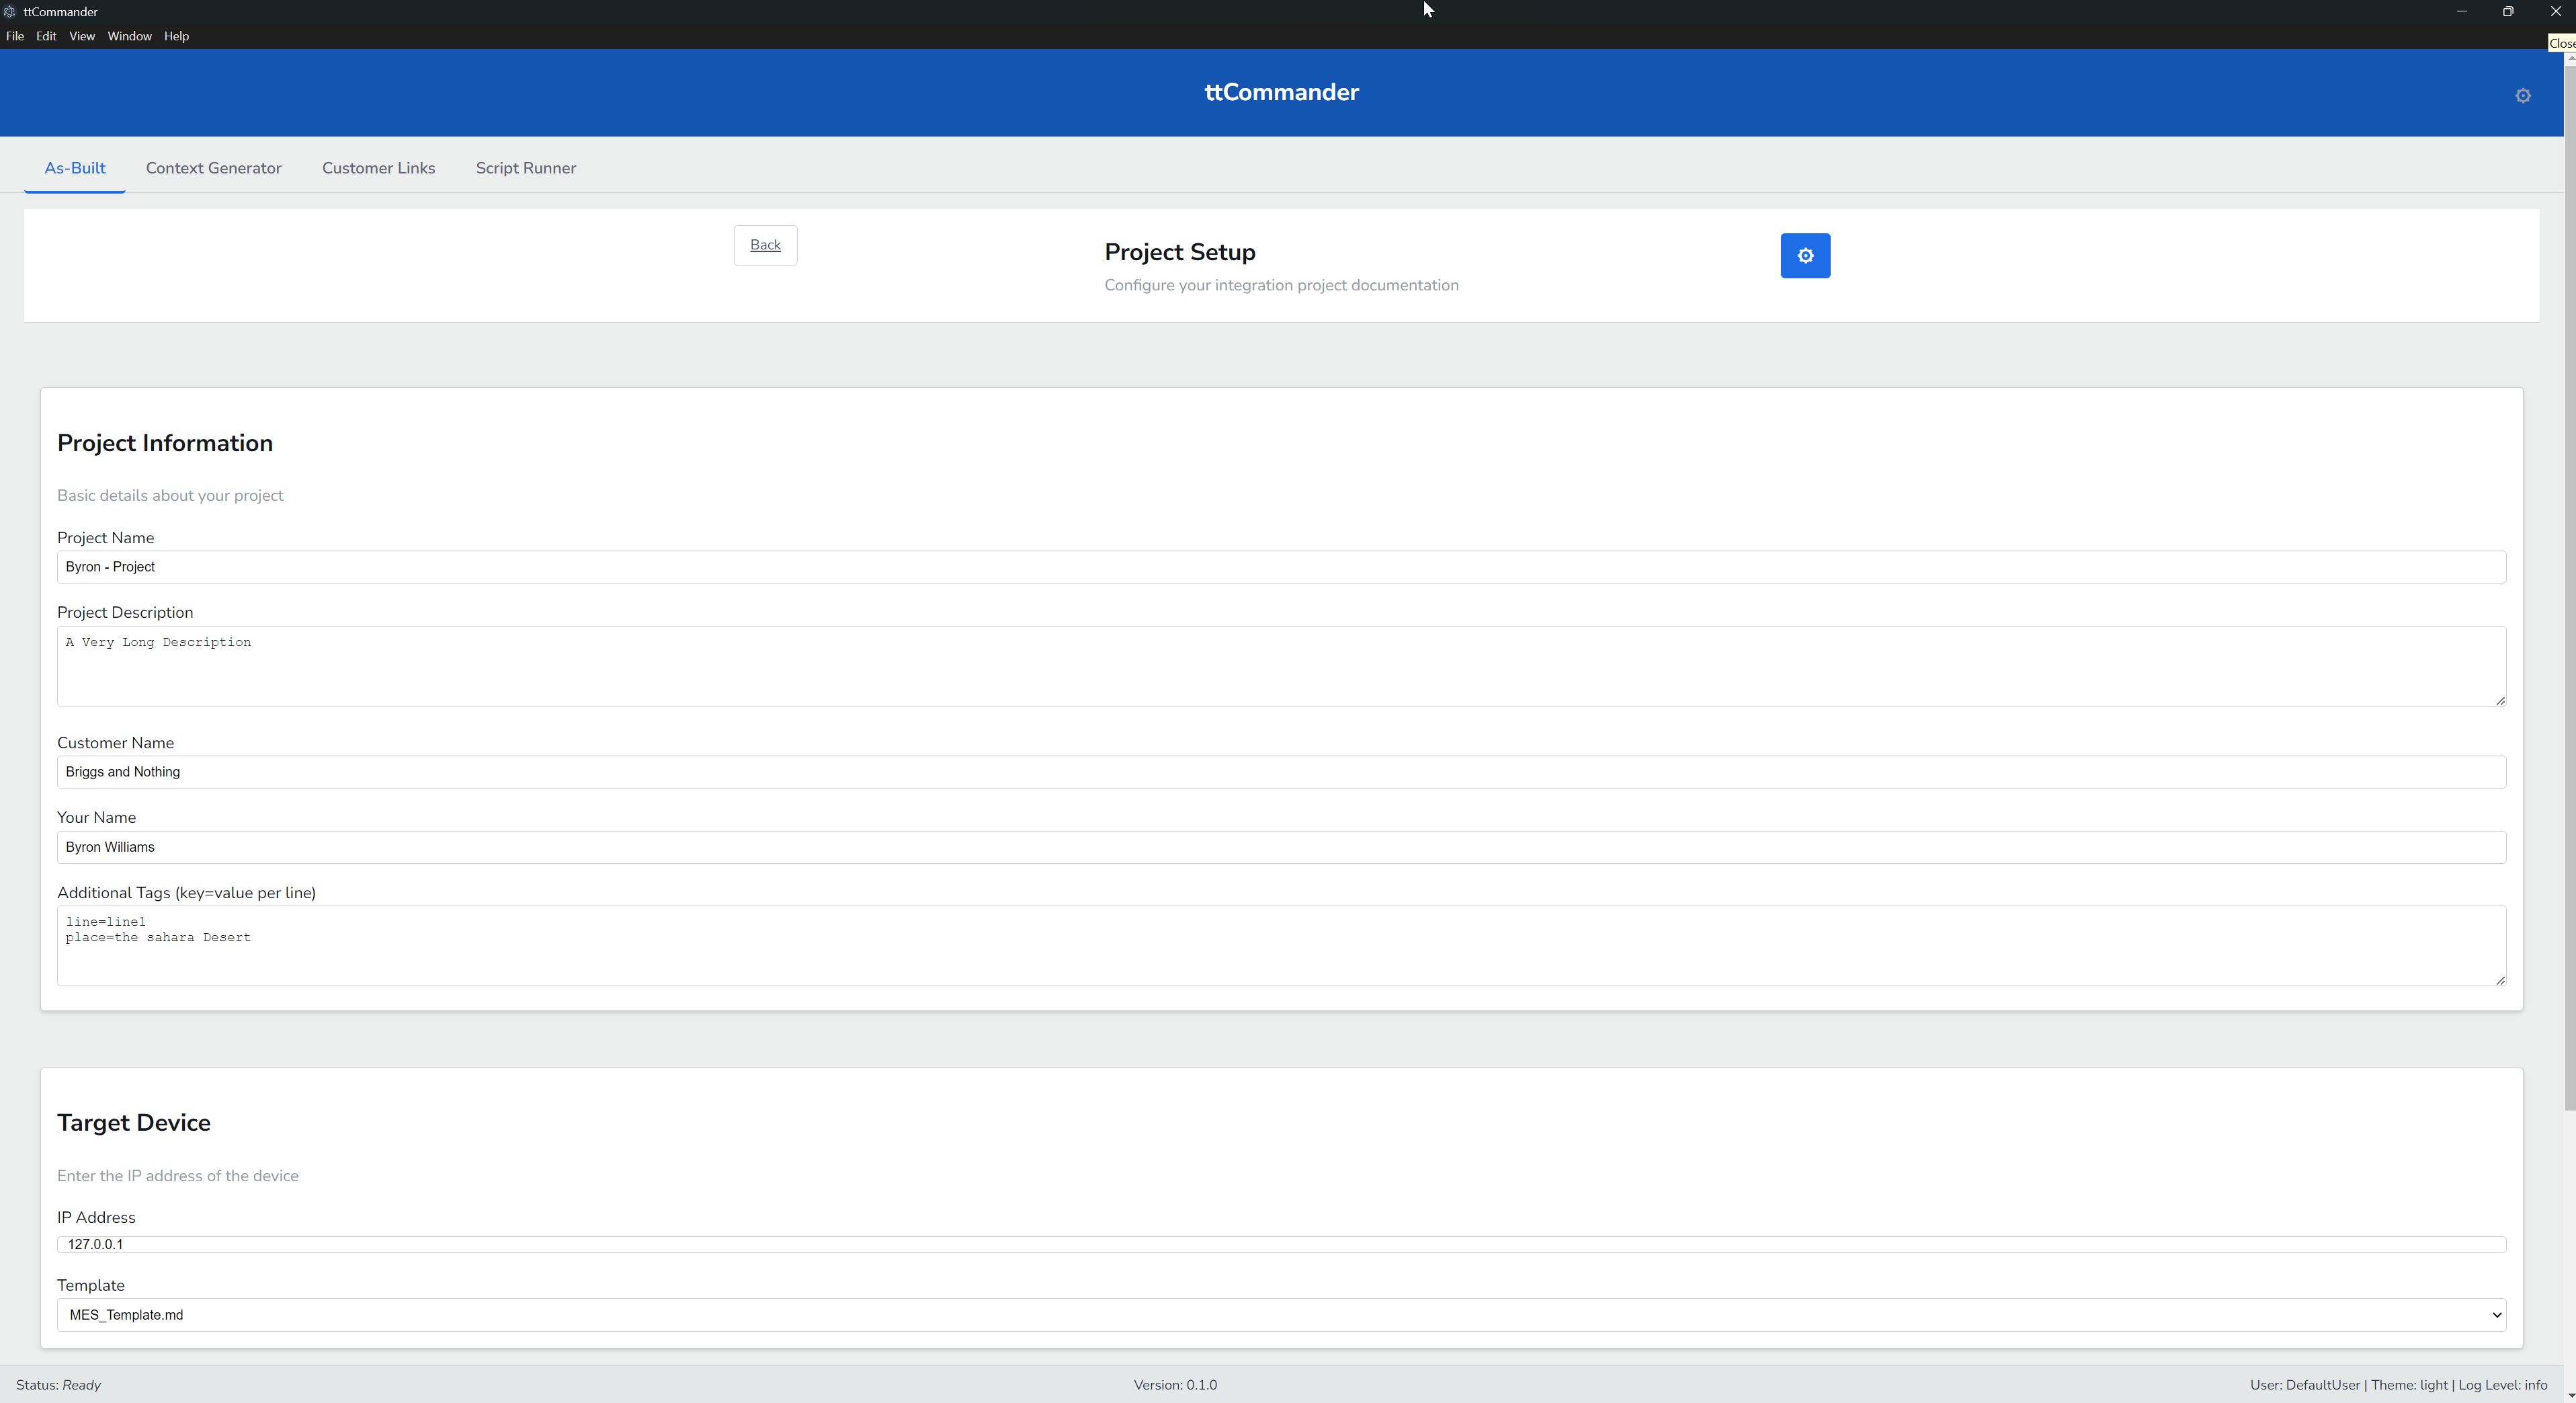 ttCommander
File Edit View Window Help
Close
ttCommander
As-Built Context Generator Customer Links Script Runner
Back
Project Setup
Configure your integration project documentation
Project Information
Basic details about your project
Project Name
Byron - Project
Project Description
A Very Long Description
Customer Name
Briggs and Nothing
Your Name
Byron Williams
Additional Tags (key=value per line)
line=line1
place=the sahara Desert
Target Device
Enter the IP address of the device
IP Address
127.0.0.1
Template
MES_Template.md
Status: Ready Version: 0.1.0 User: DefaultUser | Theme: light | Log Level: info